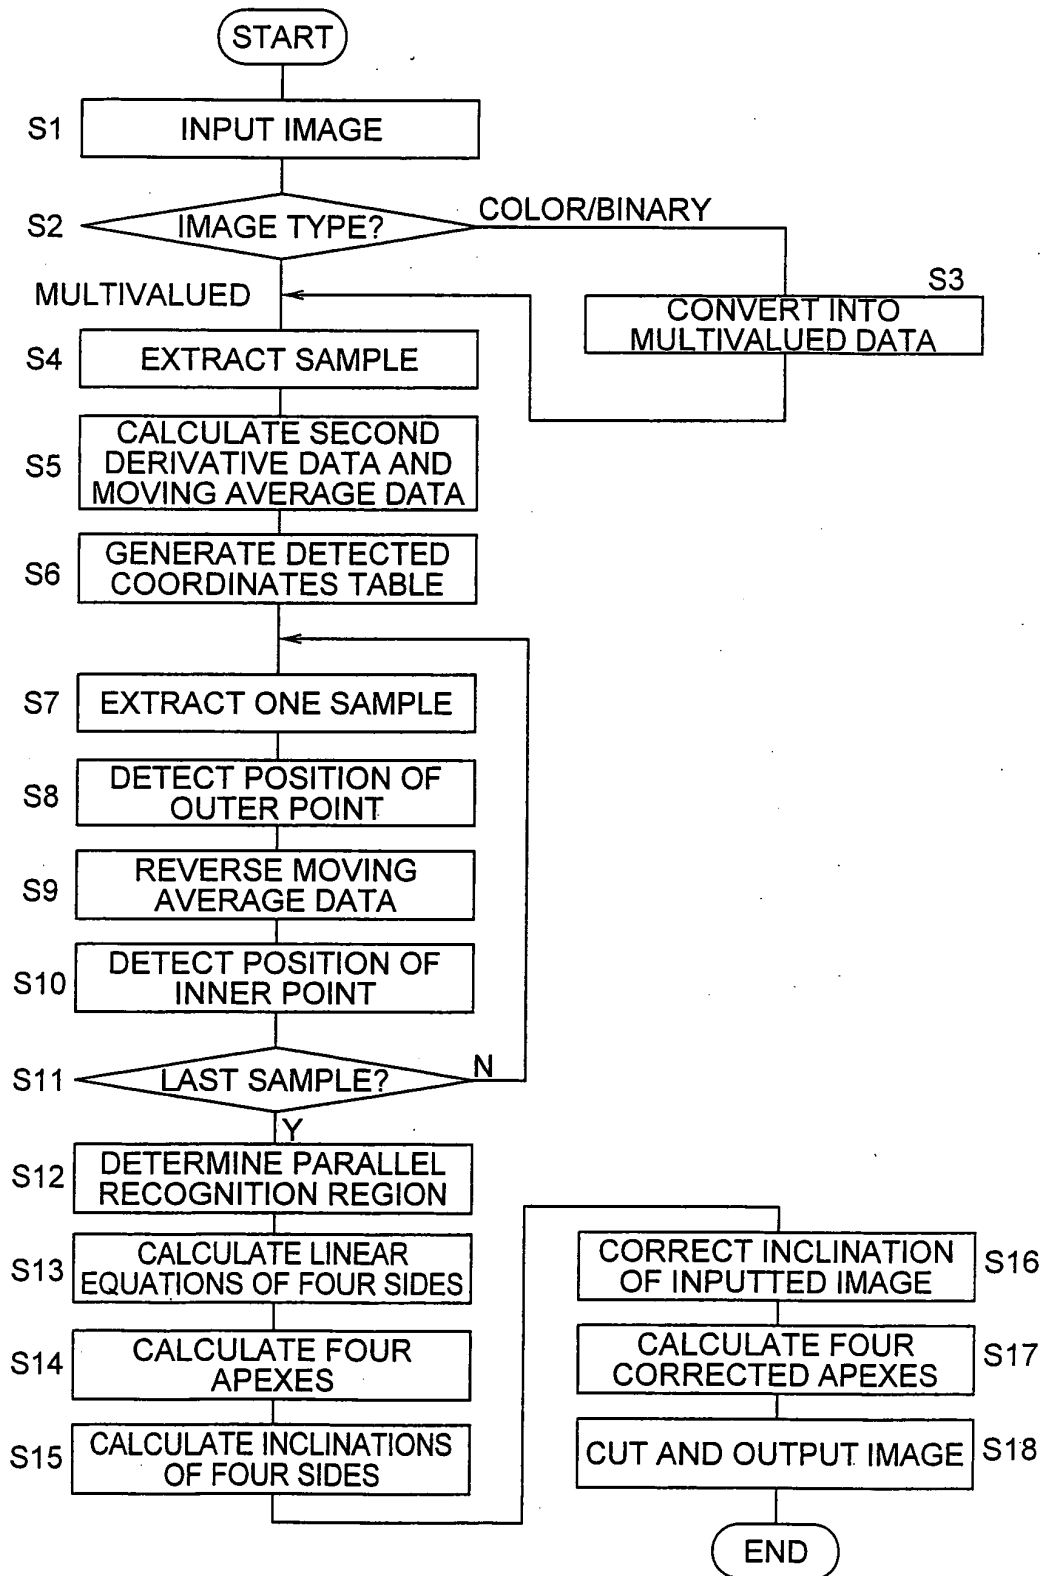 START
S1
INPUT IMAGE
S2
IMAGE TYPE?
COLOR/BINARY
MULTIVALUED
S3
CONVERT INTO
MULTIVALUED DATA
S4
EXTRACT SAMPLE
S5
CALCULATE SECOND
DERIVATIVE DATA AND
MOVING AVERAGE DATA
S6
GENERATE DETECTED
COORDINATES TABLE
S7
EXTRACT ONE SAMPLE
S8
DETECT POSITION OF
OUTER POINT
S9
REVERSE MOVING
AVERAGE DATA
S10
DETECT POSITION OF
INNER POINT
S11
LAST SAMPLE?
N
Y
S12
DETERMINE PARALLEL
RECOGNITION REGION
S13
CALCULATE LINEAR
EQUATIONS OF FOUR SIDES
S14
CALCULATE FOUR
APEXES
S15
CALCULATE INCLINATIONS
OF FOUR SIDES
CORRECT INCLINATION
OF INPUTTED IMAGE
S16
CALCULATE FOUR
CORRECTED APEXES
S17
CUT AND OUTPUT IMAGE
S18
END